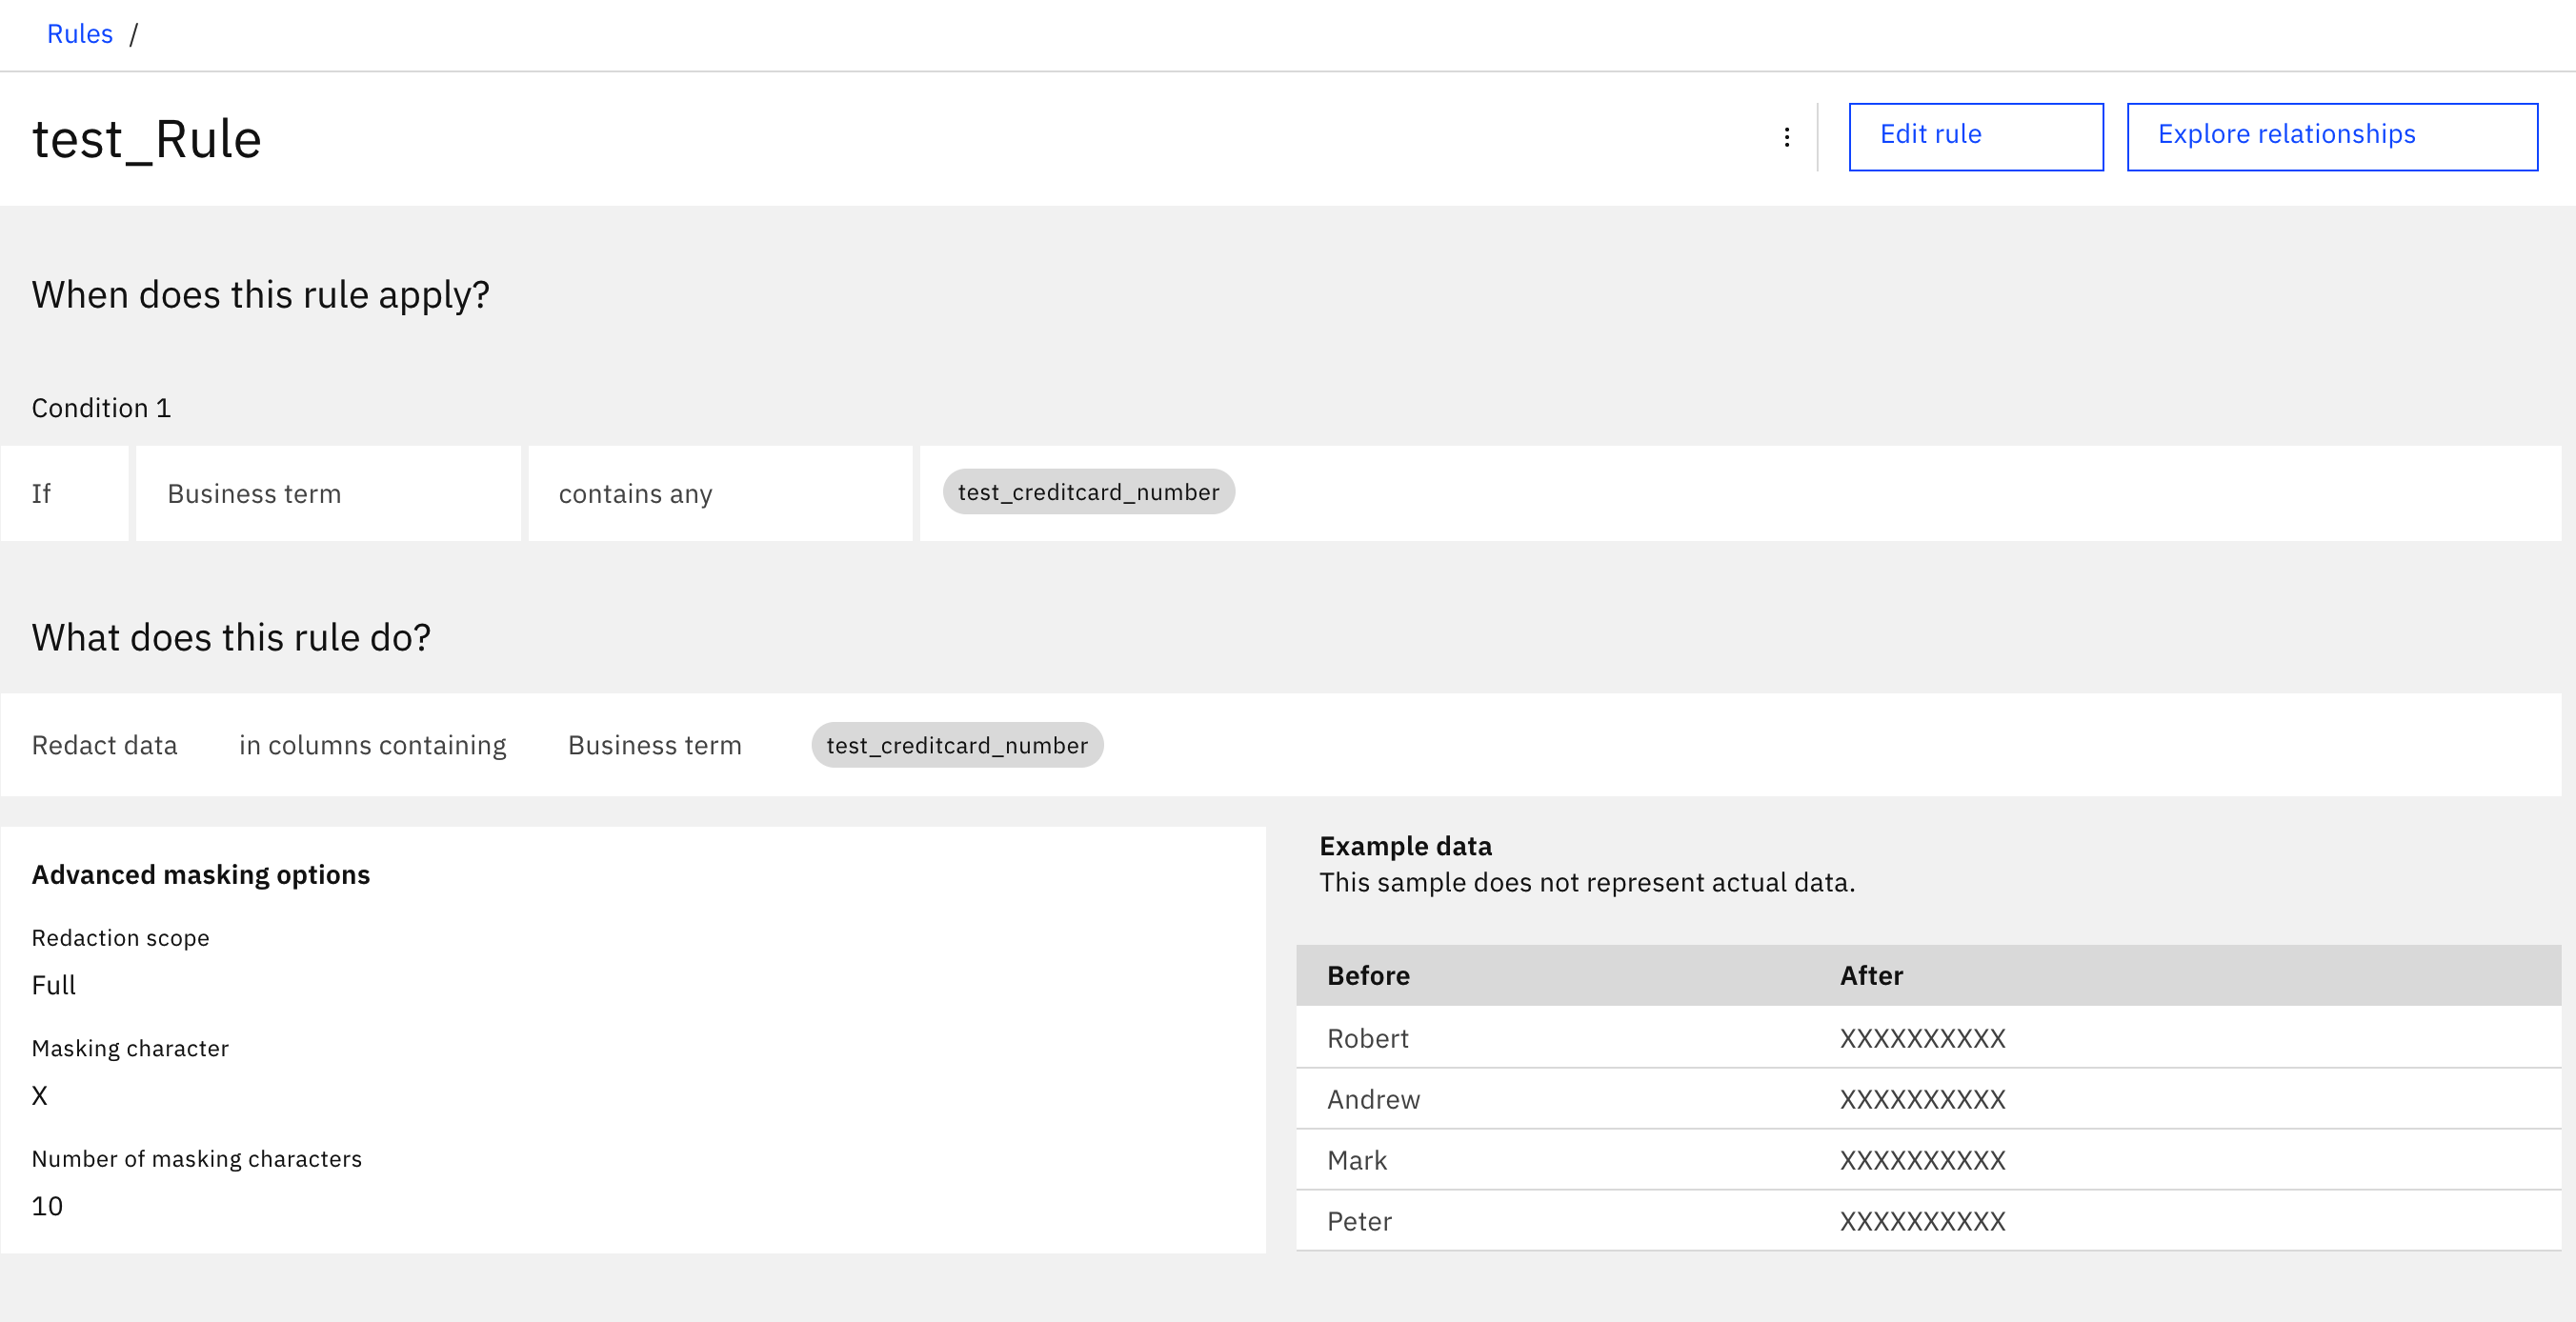 Rules /
test_Rule
Edit rule
Explore relationships
When does this rule apply?
Condition 1
If Business term contains any test_creditcard_number
What does this rule do?
Redact data in columns containing Business term test_creditcard_number
Advanced masking options
Redaction scope
Full
Masking character
X
Number of masking characters
10
Example data
This sample does not represent actual data.
Before After
Robert XXXXXXXXXX
Andrew XXXXXXXXXX
Mark XXXXXXXXXX
Peter XXXXXXXXXX